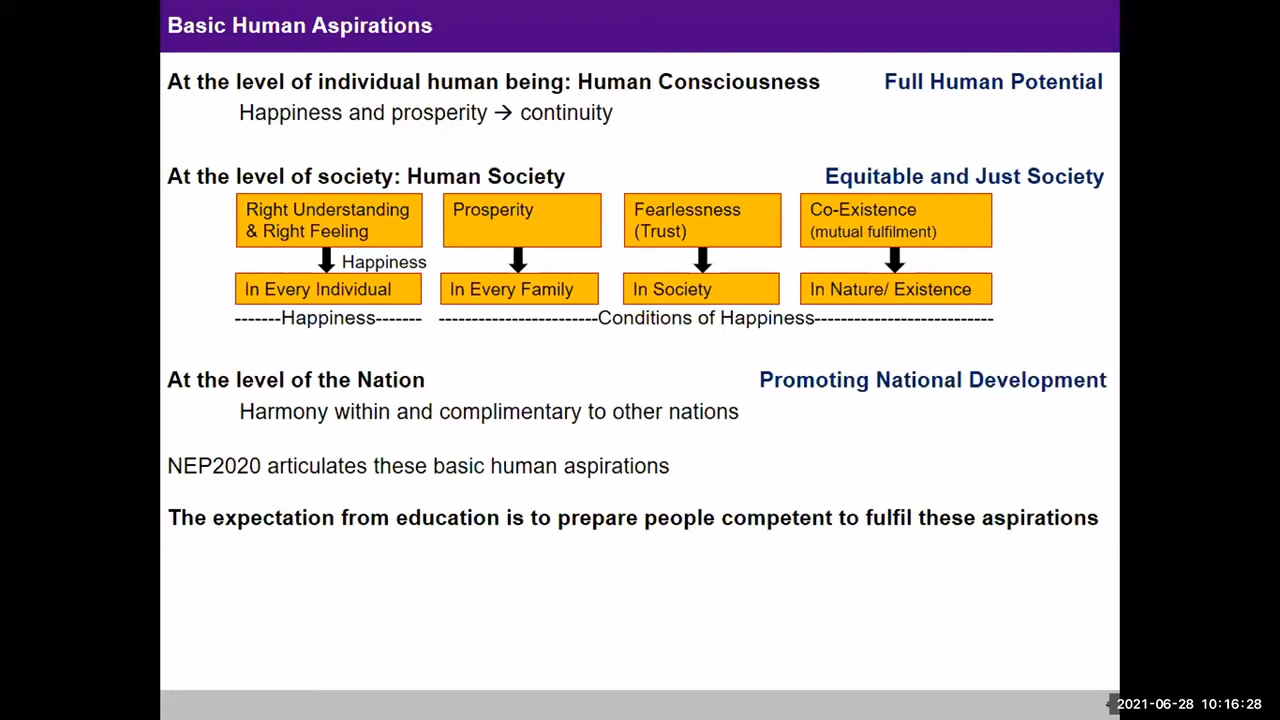 Basic Human Aspirations
At the level of individual human being: Human Consciousness Full Human Potential
Happiness and prosperity → continuity
At the level of society: Human Society Equitable and Just Society
Right Understanding
& Right Feeling
Prosperity
Fearlessness
(Trust)
Co-Existence
(mutual fulfilment)
Happiness
In Every Individual
In Every Family
In Society
In Nature/ Existence
-------Happiness------- ------------------------Conditions of Happiness---------------------------
At the level of the Nation Promoting National Development
Harmony within and complimentary to other nations
NEP2020 articulates these basic human aspirations
The expectation from education is to prepare people competent to fulfil these aspirations
2021-06-28 10:16:28